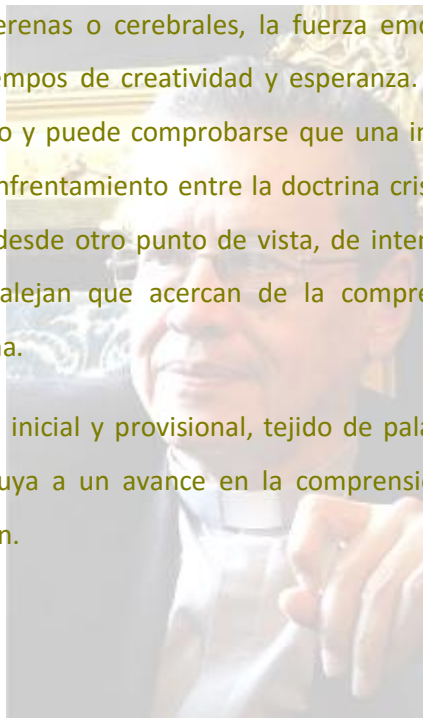 erenas o cerebrales, la fuerza emo
empos de creatividad y esperanza.
o y puede comprobarse que una in
nfrentamiento entre la doctrina cris
desde otro punto de vista, de inter
alejan que acercan de la compre
na.
inicial y provisional, tejido de pala
uya a un avance en la comprensió
n.